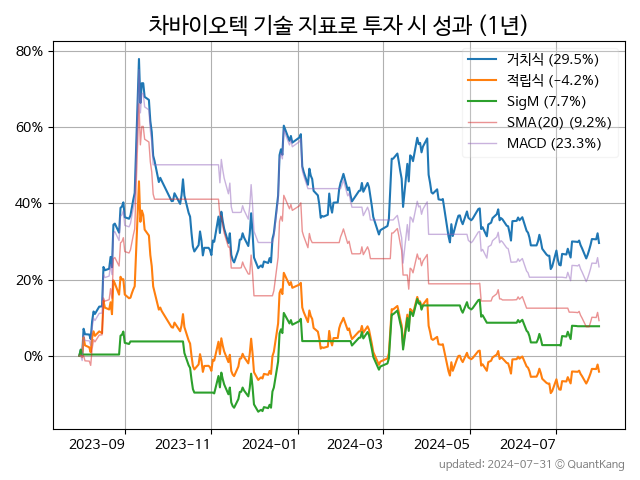 차바이오텍 기술 지표로 투자 시 성과 (1년)
80%
60%
40%
20%
0%
거치식 (29.5%)
적립식 (-4.2%)
SigM (7.7%)
SMA(20) (9.2%)
MACD (23.3%)
2023-09
2023-11
2024-01
2024-03
2024-05
2024-07
updated: 2024-07-31 © QuantKang